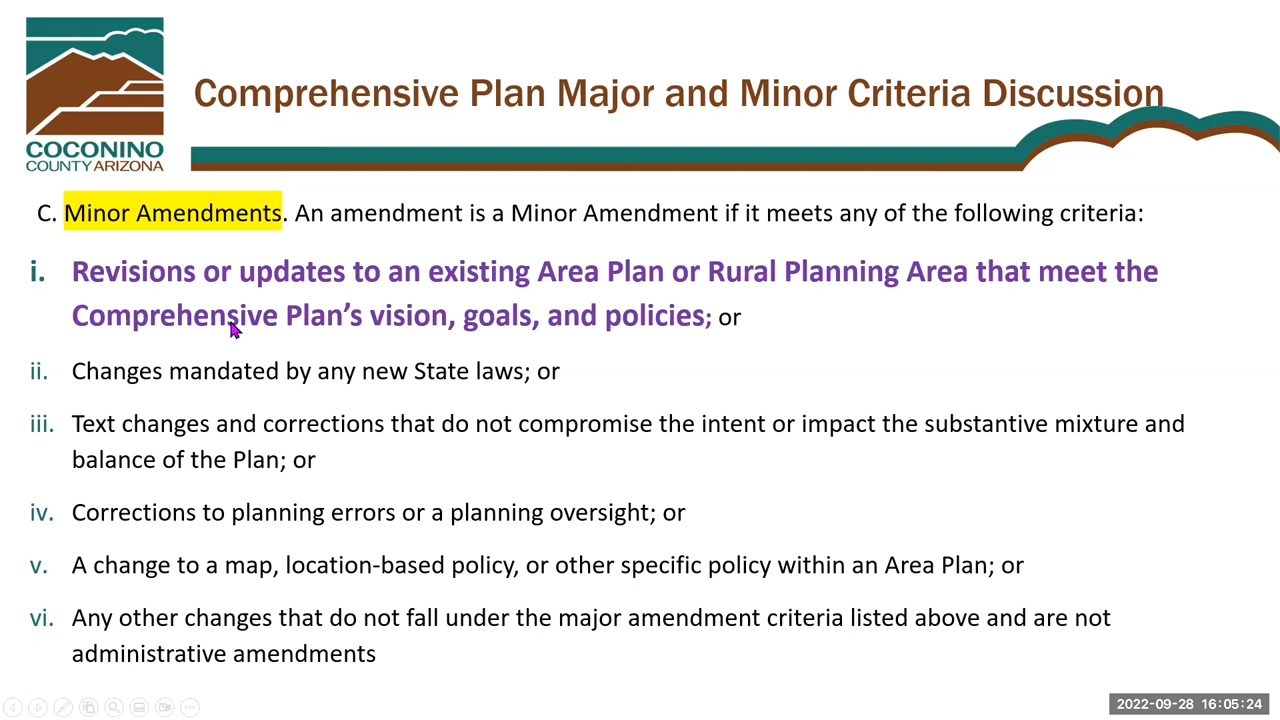 Comprehensive Plan Major and Minor Criteria Discussion
COCONINO
COUNTY ARIZONA
C. Minor Amendments. An amendment is a Minor Amendment if it meets any of the following criteria:
i. Revisions or updates to an existing Area Plan or Rural Planning Area that meet the
Comprehensive Plan’s vision, goals, and policies; or
ii. Changes mandated by any new State laws; or
iii. Text changes and corrections that do not compromise the intent or impact the substantive mixture and
balance of the Plan; or
iv. Corrections to planning errors or a planning oversight; or
v. A change to a map, location-based policy, or other specific policy within an Area Plan; or
vi. Any other changes that do not fall under the major amendment criteria listed above and are not
administrative amendments
2022-09-28 16:05:24